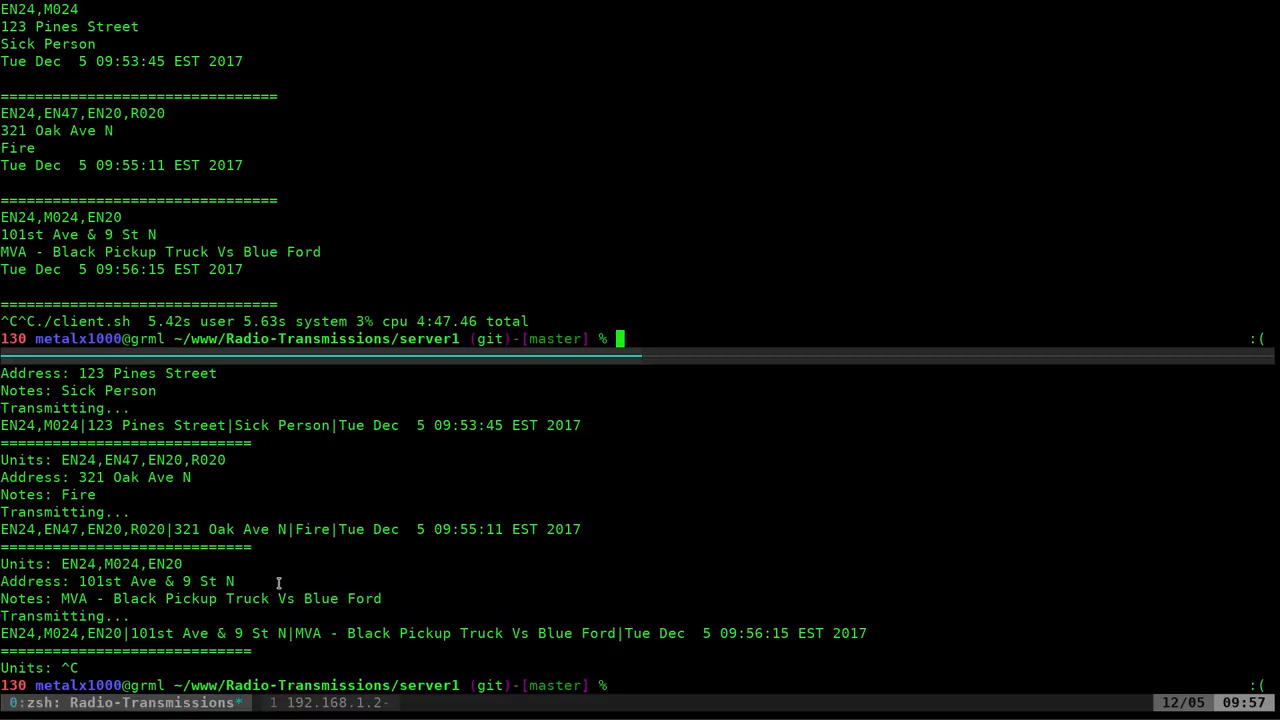 EN24,M024
123 Pines Street
Sick Person
Tue Dec  5 09:53:45 EST 2017
================================
EN24,EN47,EN20,R020
321 Oak Ave N
Fire
Tue Dec  5 09:55:11 EST 2017
================================
EN24,M024,EN20
101st Ave & 9 St N
MVA - Black Pickup Truck Vs Blue Ford
Tue Dec  5 09:56:15 EST 2017
================================
^C^C./client.sh  5.42s user 5.63s system 3% cpu 4:47.46 total
130 metalx1000@grml ~/www/Radio-Transmissions/server1 (git)-[master] % :(
Address: 123 Pines Street
Notes: Sick Person
Transmitting...
EN24,M024|123 Pines Street|Sick Person|Tue Dec  5 09:53:45 EST 2017
=============================
Units: EN24,EN47,EN20,R020
Address: 321 Oak Ave N
Notes: Fire
Transmitting...
EN24,EN47,EN20,R020|321 Oak Ave N|Fire|Tue Dec  5 09:55:11 EST 2017
=============================
Units: EN24,M024,EN20
Address: 101st Ave & 9 St N
Notes: MVA - Black Pickup Truck Vs Blue Ford
Transmitting...
EN24,M024,EN20|101st Ave & 9 St N|MVA - Black Pickup Truck Vs Blue Ford|Tue Dec  5 09:56:15 EST 2017
=============================
Units: ^C
130 metalx1000@grml ~/www/Radio-Transmissions/server1 (git)-[master] % :(
0:zsh: Radio-Transmissions* 1 192.168.1.2- 12/05 09:57